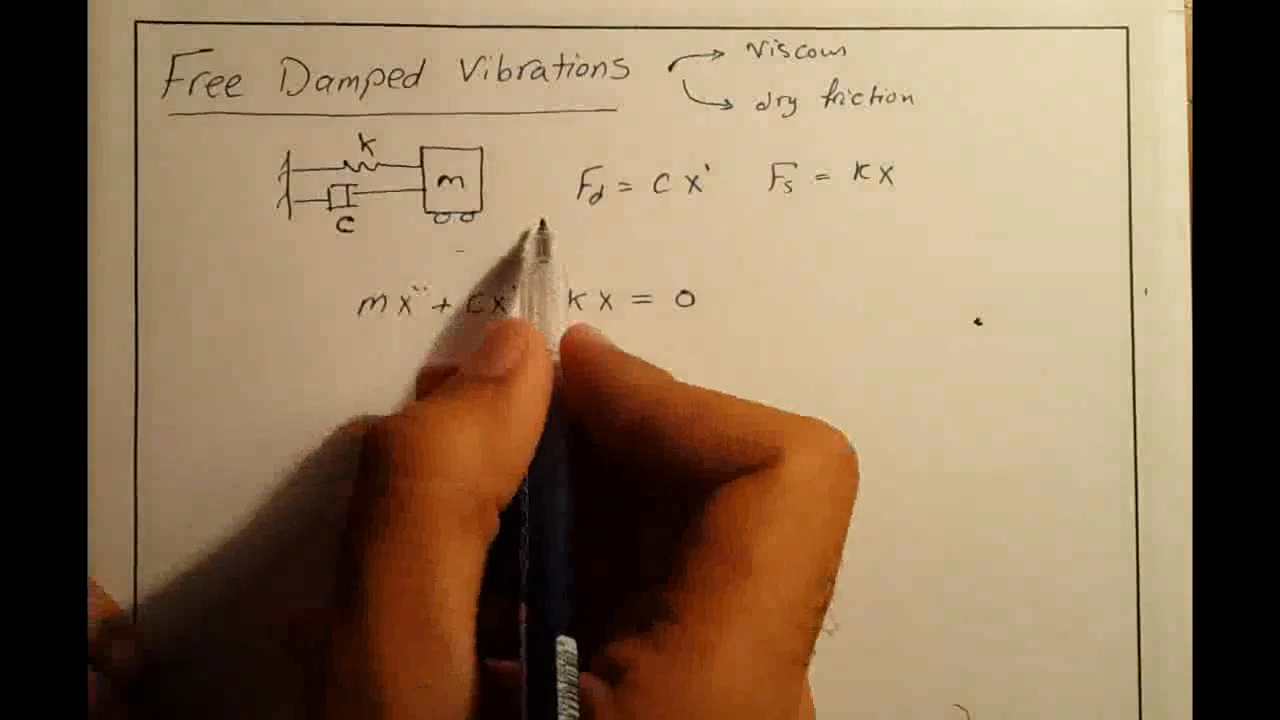 Free Damped Vibrations
Viscous
dry friction
K
m
C
Fd = C x˙
Fs = K x
m x¨ + C x˙ K x = 0